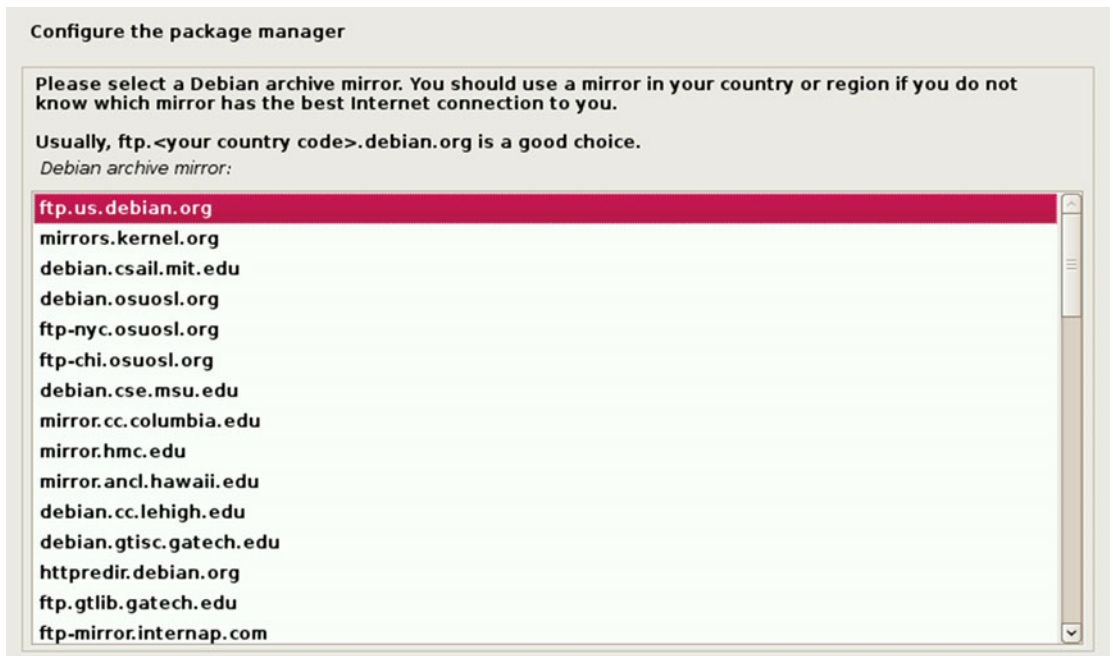 Configure the package manager
Please select a Debian archive mirror. You should use a mirror in your country or region if you do not
know which mirror has the best Internet connection to you.
Usually, ftp.<your country code>.debian.org is a good choice.
Debian archive mirror:
ftp.us.debian.org
mirrors.kernel.org
debian.csail.mit.edu
debian.osuosl.org
ftp-nyc.osuosl.org
ftp-chi.osuosl.org
debian.cse.msu.edu
mirror.cc.columbia.edu
mirror.hmc.edu
mirror.ancl.hawaii.edu
debian.cc.lehigh.edu
debian.gtisc.gatech.edu
httpredir.debian.org
ftp.gtlib.gatech.edu
ftp-mirror.internap.com